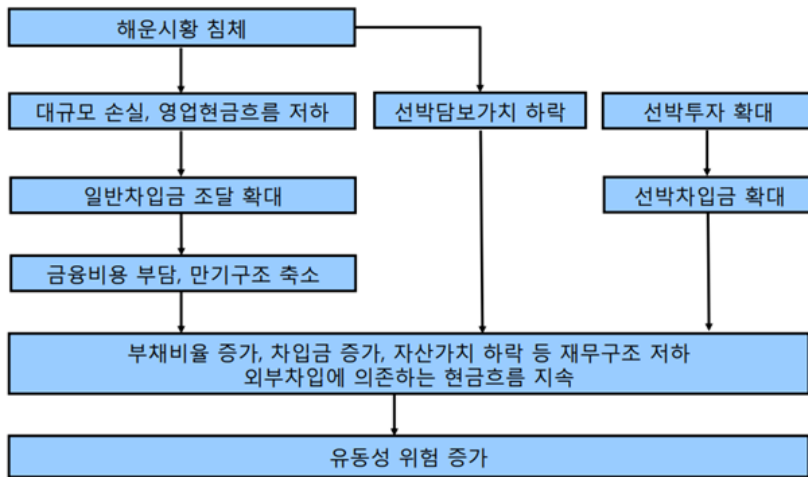 해운시황 침체
대규모 손실, 영업현금흐름 저하
선박담보가치 하락
선박투자 확대
일반차입금 조달 확대
선박차입금 확대
금융비용 부담, 만기구조 축소
부채비율 증가, 차입금 증가, 자산가치 하락 등 재무구조 저하
외부차입에 의존하는 현금흐름 지속
유동성 위험 증가